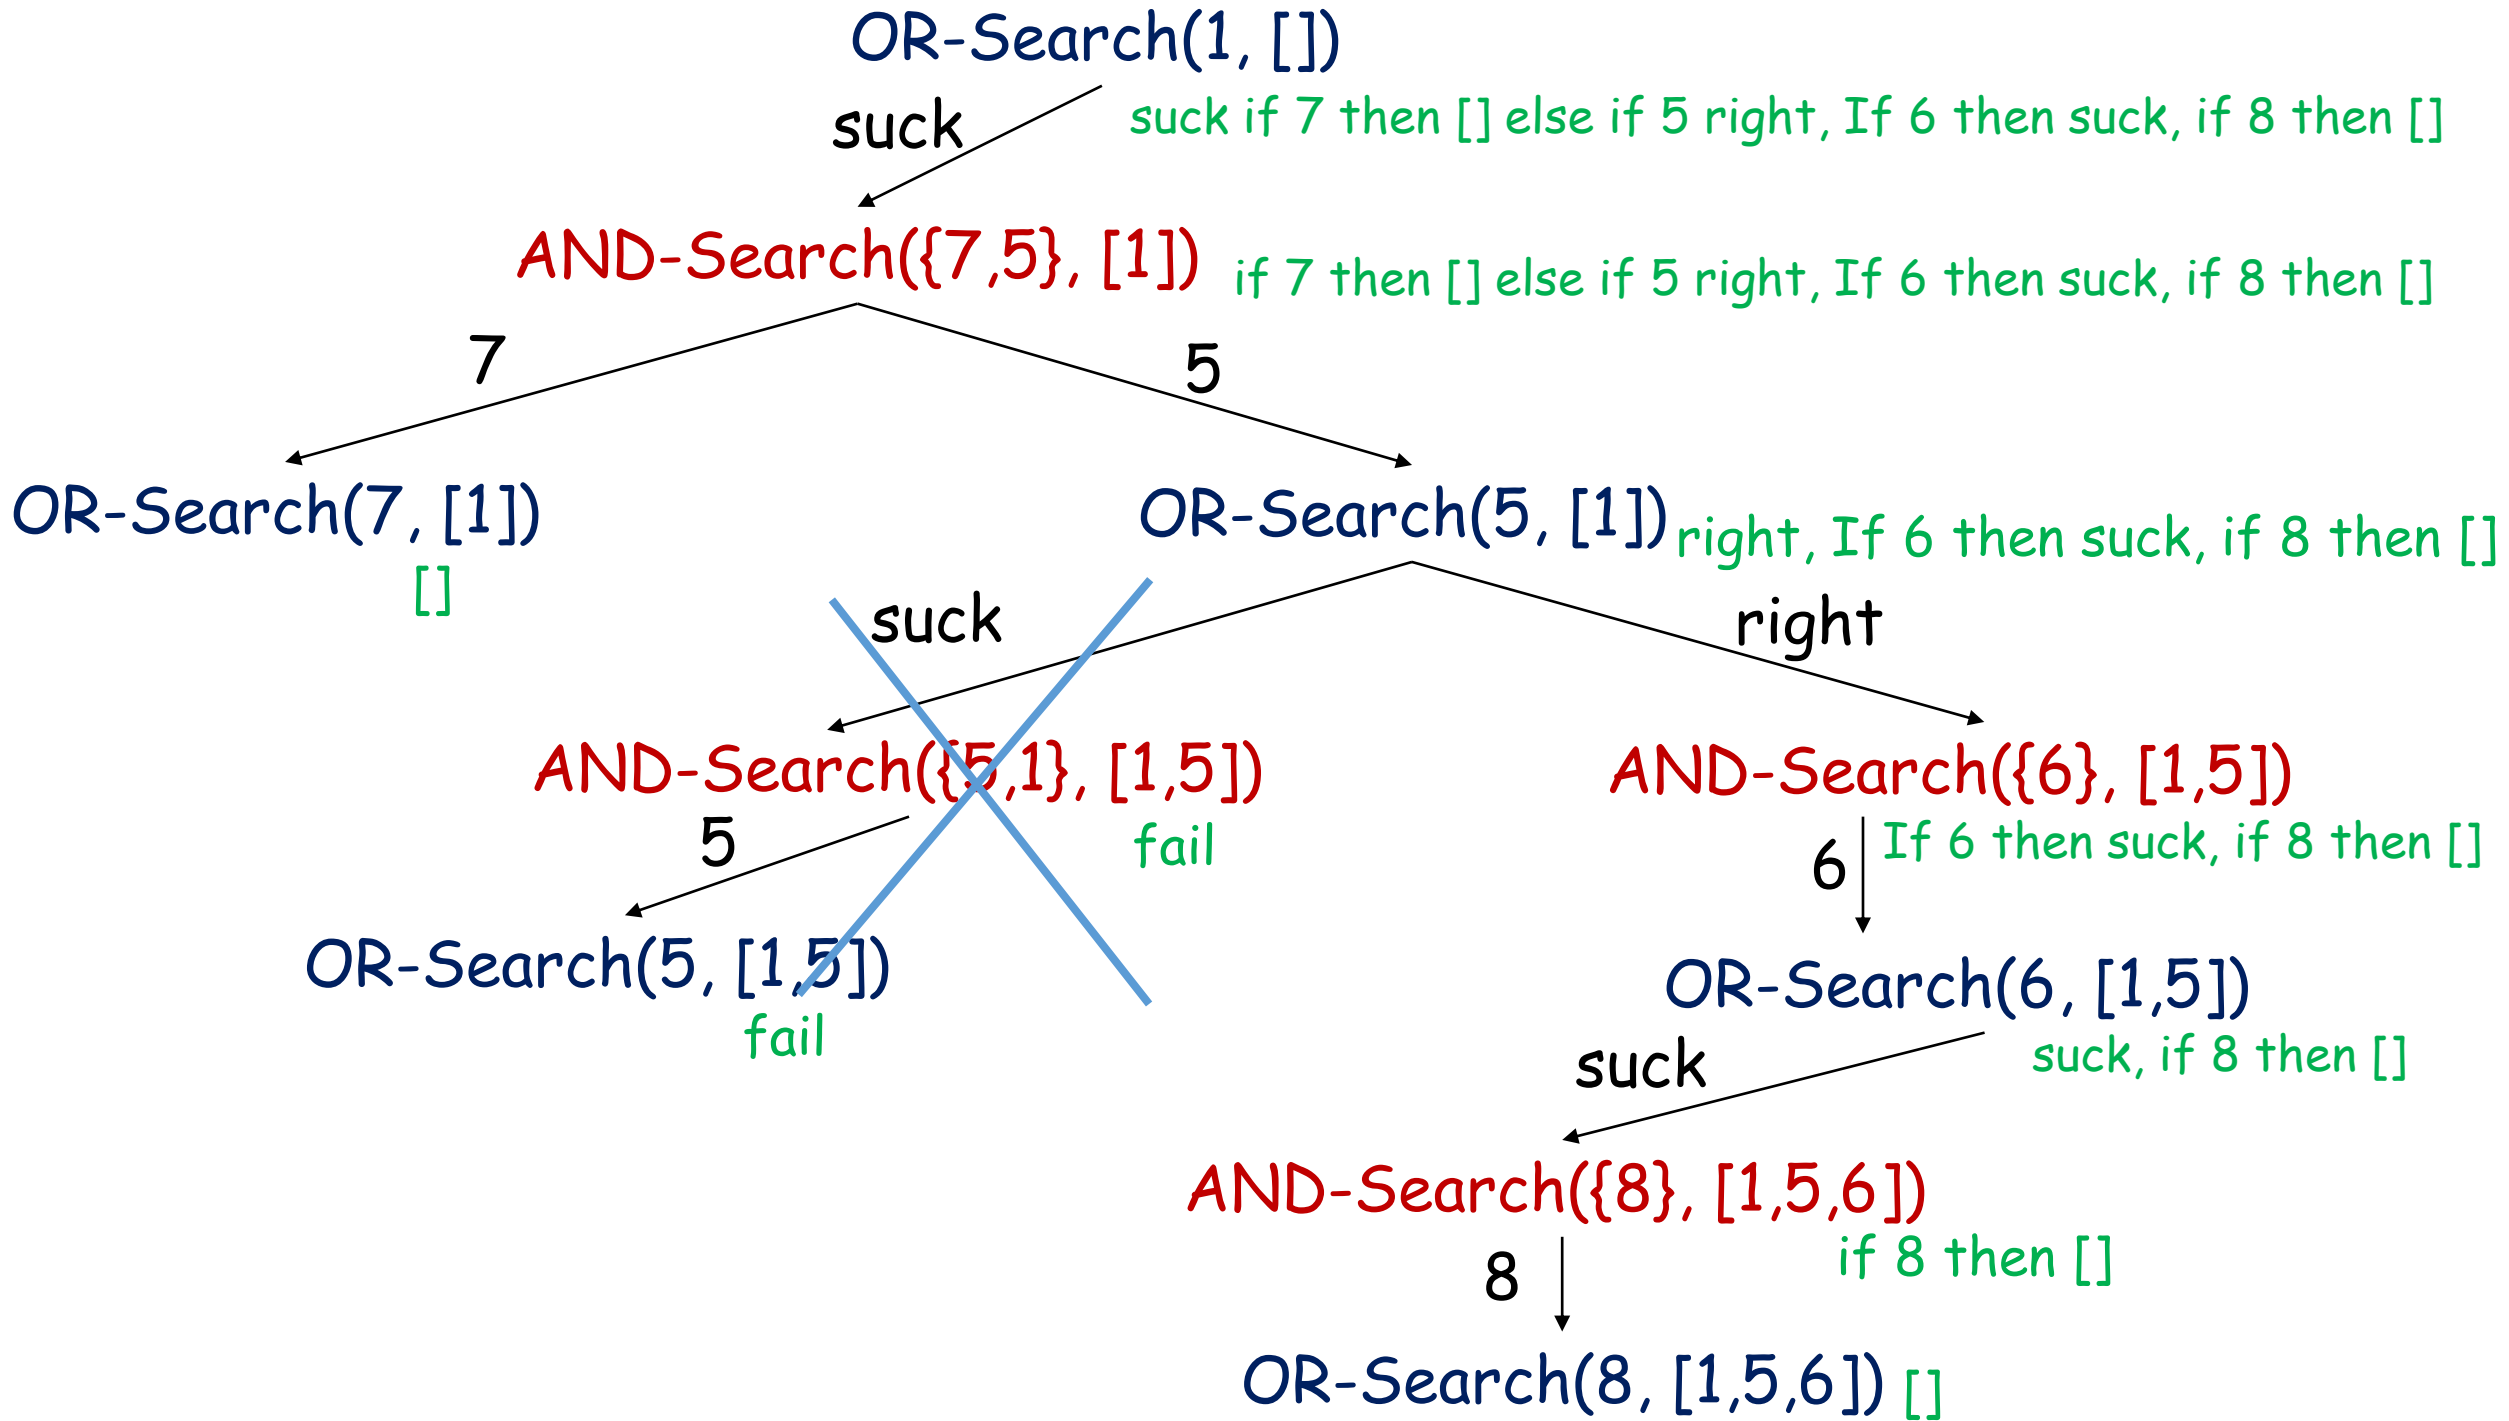 OR-Search(1, [])
suck
suck if 7 then [] else if 5 right, If 6 then suck, if 8 then []
AND-Search({7,5}, [1])
if 7 then [] else if 5 right, If 6 then suck, if 8 then []
7
5
OR-Search(7, [1])
[]
OR-Search(5, [1])
right, If 6 then suck, if 8 then []
suck
right
AND-Search({5,1}, [1,5])
fail
AND-Search({6}, [1,5])
If 6 then suck, if 8 then []
5
6
OR-Search(5, [1,5])
fail
OR-Search(6, [1,5])
suck, if 8 then []
suck
AND-Search({8}, [1,5,6])
if 8 then []
8
OR-Search(8, [1,5,6])
[]